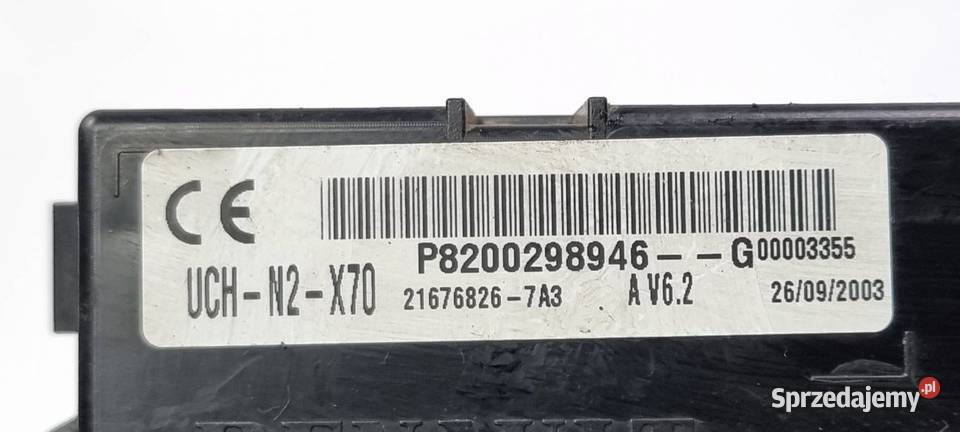 CE
P8200298946--G00003355
UCH-N2-X70 21676826-7A3 A V6.2 26/09/2003
Sprzedajemy.pl